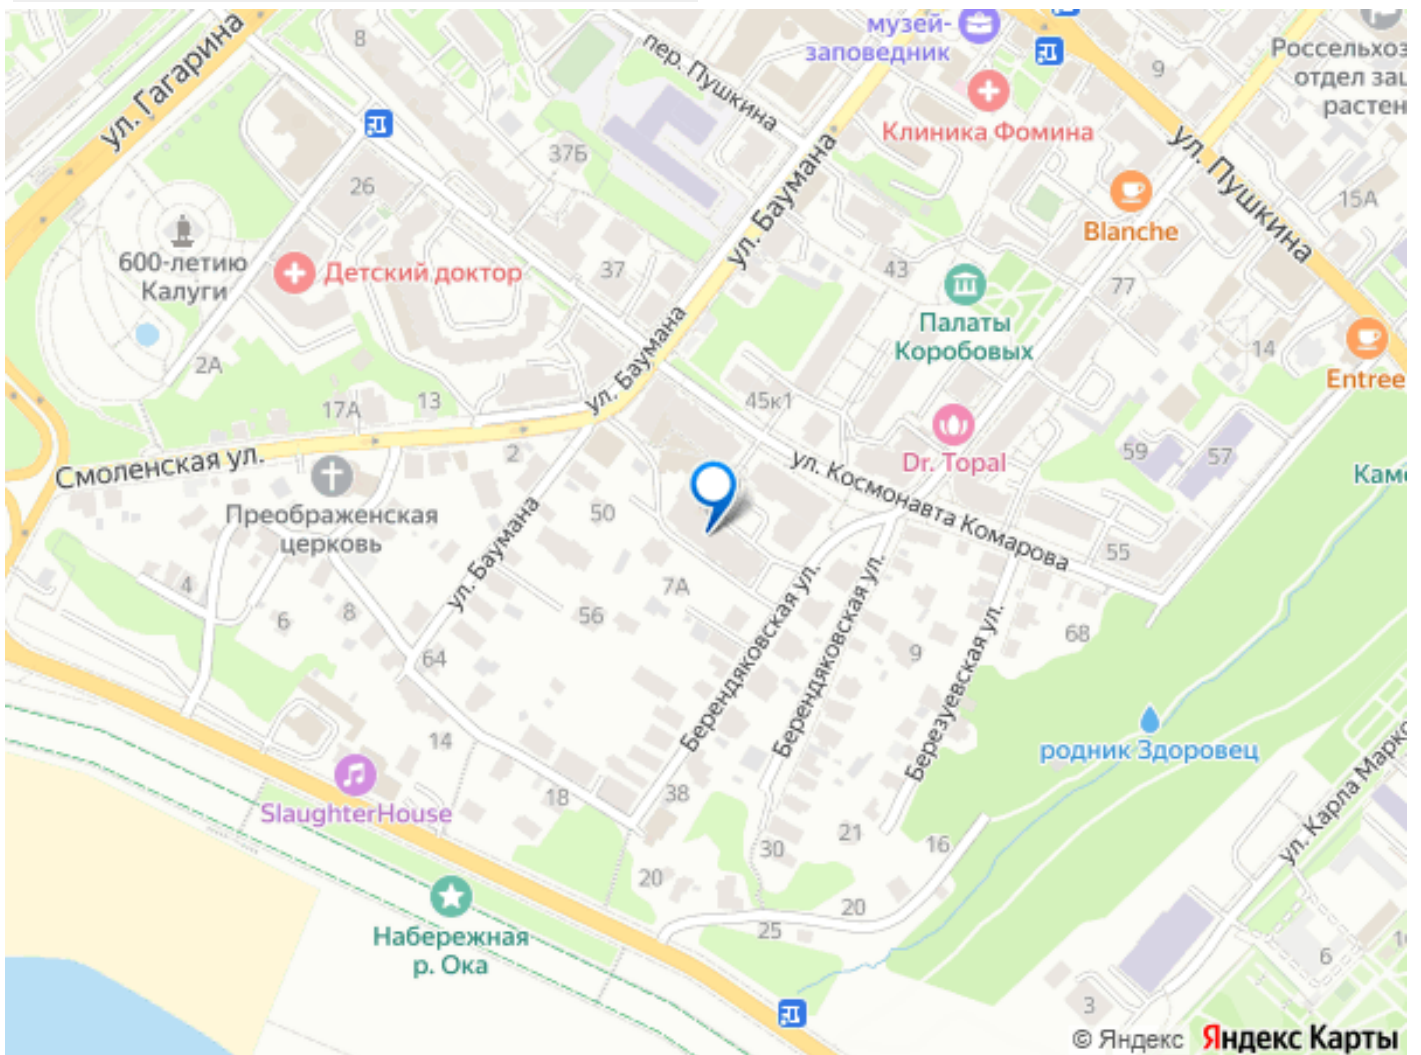 ул. Гагарина
8
пер. Пушкина
музей-
заповедник
9
Россельхоз
отдел защ
растен
Клиника Фомина
ул. Пушкина
37Б
26
ул. Баумана
15А
Blanche
600-летию
Калуги
Детский доктор
37
43
77
Палаты
Коробовых
14
2А
ул. Баумана
Entree
17А
13
45к1
Смоленская ул.
2
Dr. Topal
59
57
ул. Космонавта Комарова
Каме
Преображенская
церковь
50
55
ул. Баумана
4
6
8
56
7А
Берендяковская ул.
Берендяковская ул.
9
Березуевская ул.
68
64
14
родник Здоровец
SlaughterHouse
18
38
ул. Карла Марко
21
16
30
20
20
25
Набережная
р. Ока
6
1
3
© Яндекс Яндекс Карты